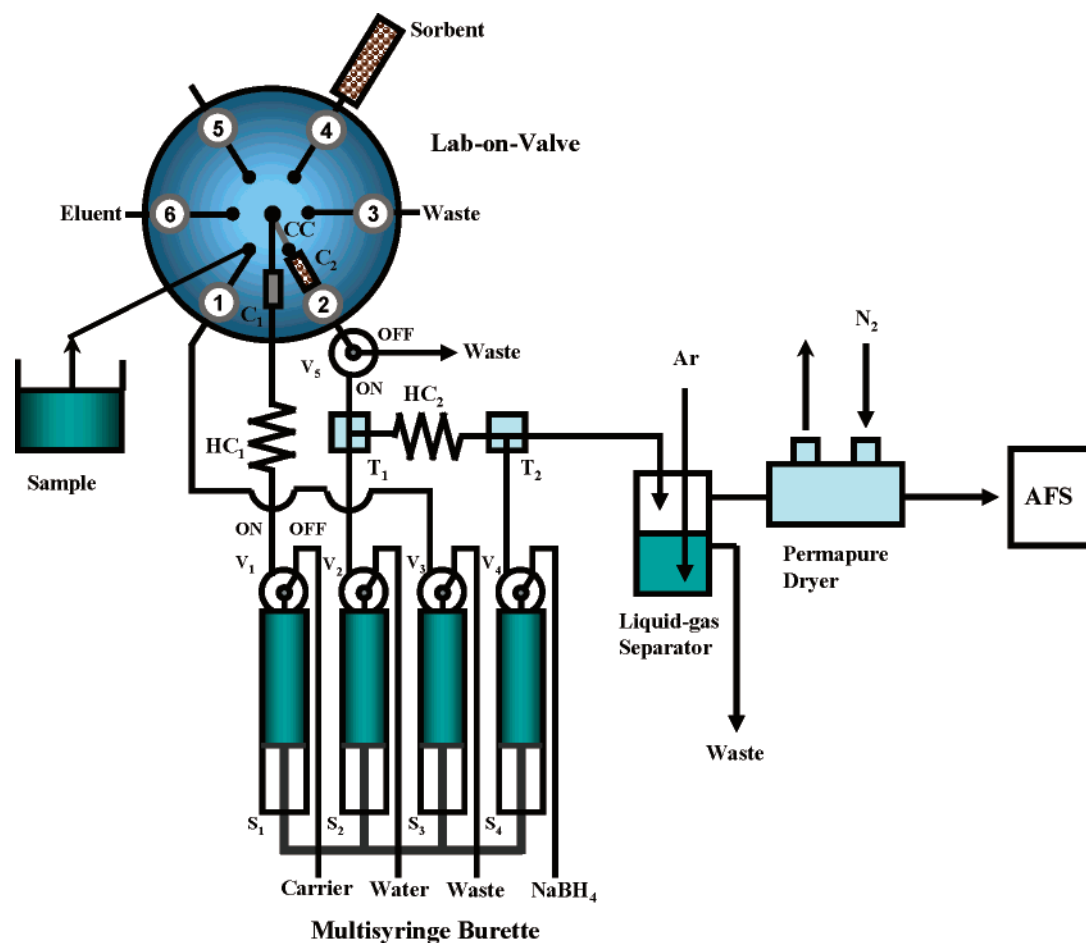 Sorbent
5
4
Lab-on-Valve
Eluent
6
3
Waste
CC
C2
1
C1
2
OFF
V5
Waste
ON
Ar
N2
HC2
HC1
T1
T2
Sample
AFS
ON
OFF
V1
V2
V3
V4
Permapure
Dryer
Liquid-gas
Separator
Waste
S1
S2
S3
S4
Carrier
Water
Waste
NaBH4
Multisyringe Burette